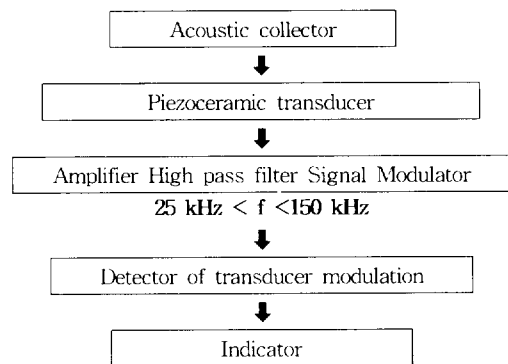 Acoustic collector
Piezoceramic transducer
Amplifier High pass filter Signal Modulator
25 kHz < f <150 kHz
Detector of transducer modulation
Indicator